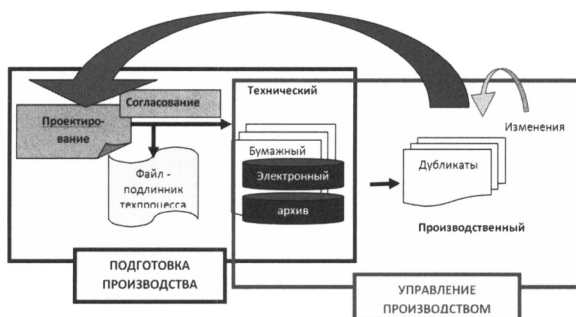 Согласование
Технический
Проектиро-
вание
Изменения
Бумажный
Дубликаты
Файл -
подлинник
техпроцесса
Электронный
архив
Производственный
ПОДГОТОВКА
ПРОИЗВОДСТВА
УПРАВЛЕНИЕ
ПРОИЗВОДСТВОМ